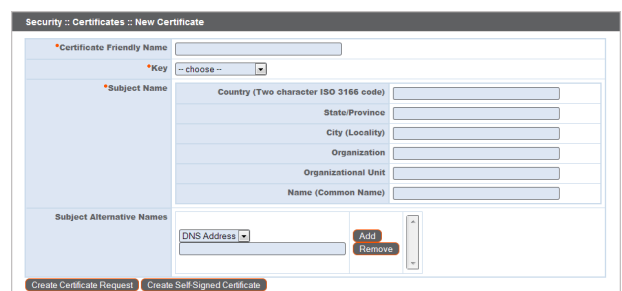 Security :: Certificates :: New Certificate
*Certificate Friendly Name
*Key -- choose --
*Subject Name
Country (Two character ISO 3166 code)
State/Province
City (Locality)
Organization
Organizational Unit
Name (Common Name)
Subject Alternative Names
DNS Address Add
Remove
Create Certificate Request Create Self-Signed Certificate